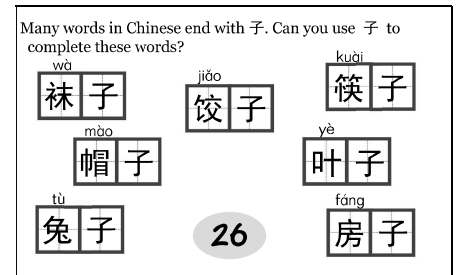 Many words in Chinese end with 子. Can you use 子 to
complete these words?
wà
袜子
jiǎo
饺子
kuài
筷子
mào
帽子
yè
叶子
tù
兔子
26
fáng
房子